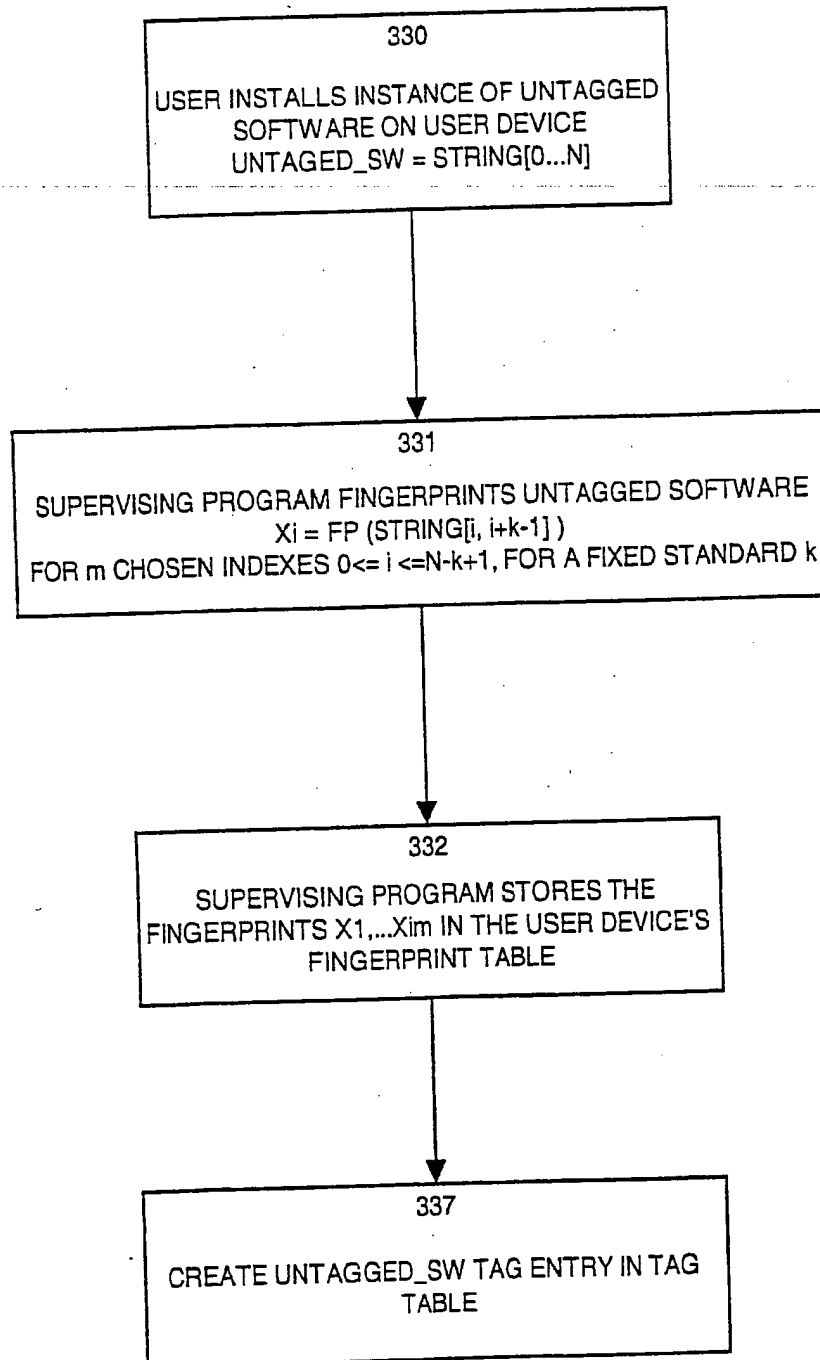 330
USER INSTALLS INSTANCE OF UNTAGGED
SOFTWARE ON USER DEVICE
UNTAGED_SW = STRING[0...N]
331
SUPERVISING PROGRAM FINGERPRINTS UNTAGGED SOFTWARE
Xi = FP (STRING[i, i+k-1] )
FOR m CHOSEN INDEXES 0<= i <=N-k+1, FOR A FIXED STANDARD k
332
SUPERVISING PROGRAM STORES THE
FINGERPRINTS X1,...Xim IN THE USER DEVICE'S
FINGERPRINT TABLE
337
CREATE UNTAGGED_SW TAG ENTRY IN TAG
TABLE